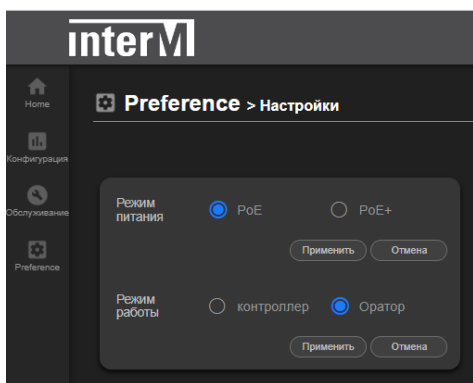 interM
Home
Preference > Настройки
Конфигурация
Обслуживание
Preference
Режим питания
PoE
PoE+
Применить
Отмена
Режим работы
контроллер
Оратор
Применить
Отмена